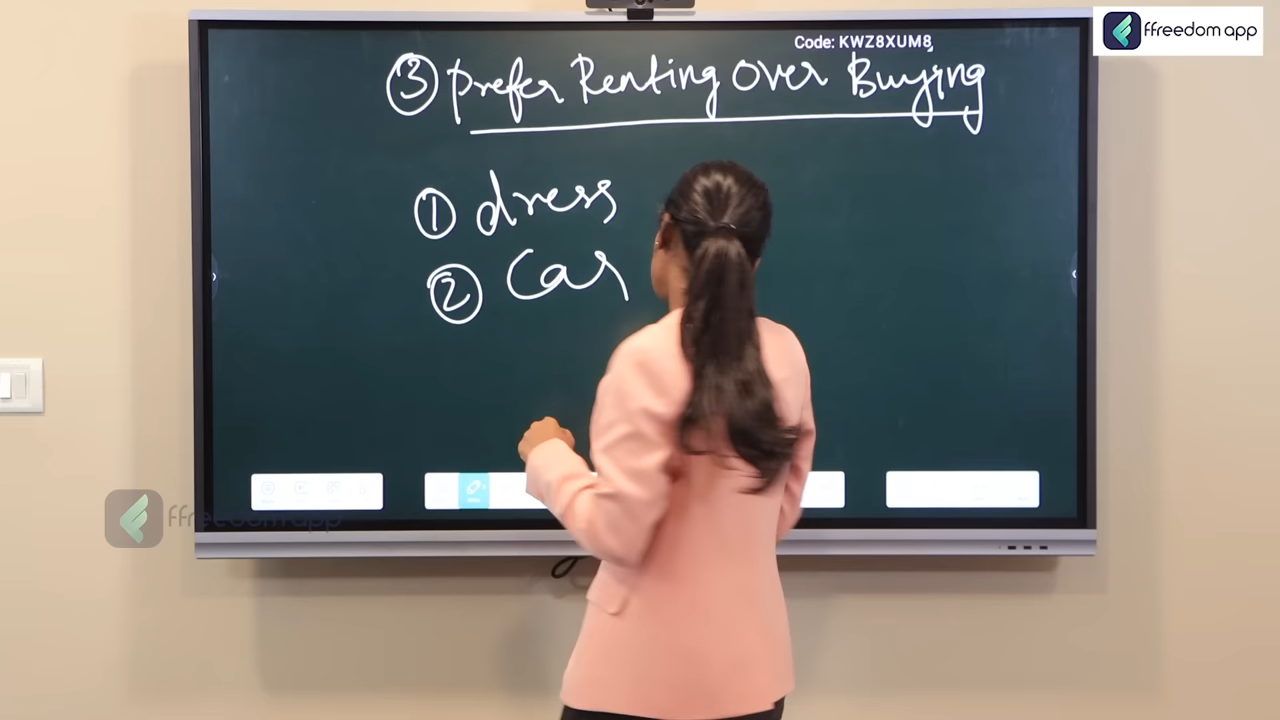 ffreedom app
Code: KWZ8XUM8
③ Prefer Renting Over Buying
① dress
② Car
ffreedom app